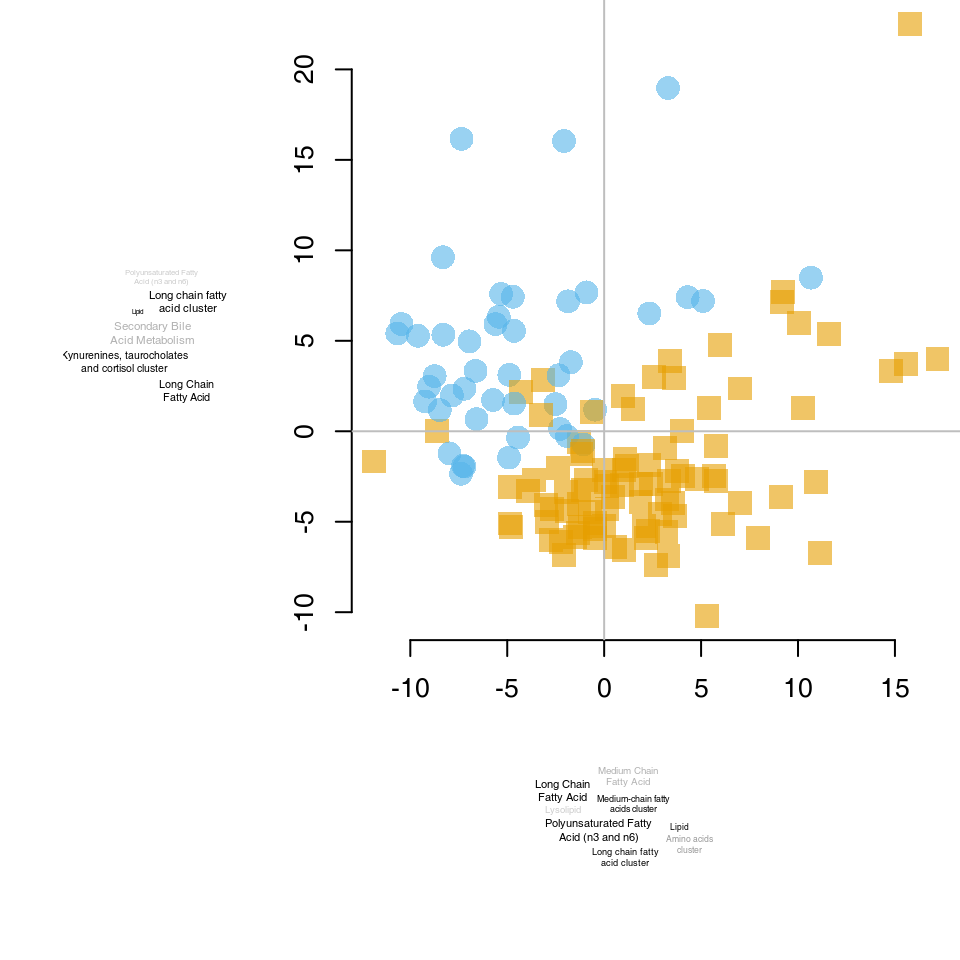 20
15
10
5
0
-5
-10
Polyunsaturated Fatty
Acid (n3 and n6)
Long chain fatty
acid cluster
Lipid
Secondary Bile
Acid Metabolism
Kynurenines, taurocholates
and cortisol cluster
Long Chain
Fatty Acid
-10 -5 0 5 10 15
Medium Chain
Fatty Acid
Long Chain
Fatty Acid
Medium-chain fatty
acids cluster
Lysolipid
Polyunsaturated Fatty
Acid (n3 and n6)
Lipid
Amino acids
cluster
Long chain fatty
acid cluster